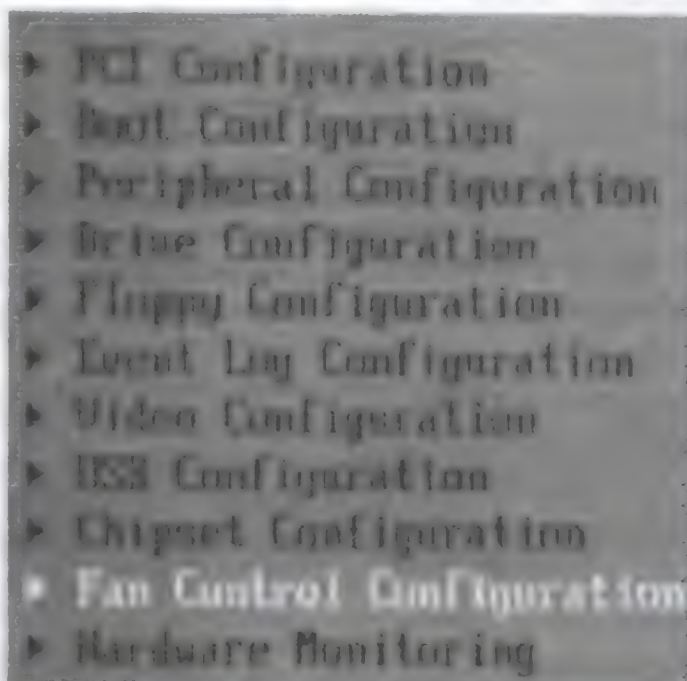 PCI Configuration
Boot Configuration
Peripheral Configuration
Drive Configuration
Floppy Configuration
Event Log Configuration
Video Configuration
USB Configuration
Chipset Configuration
Fan Control Configuration
Hardware Monitoring